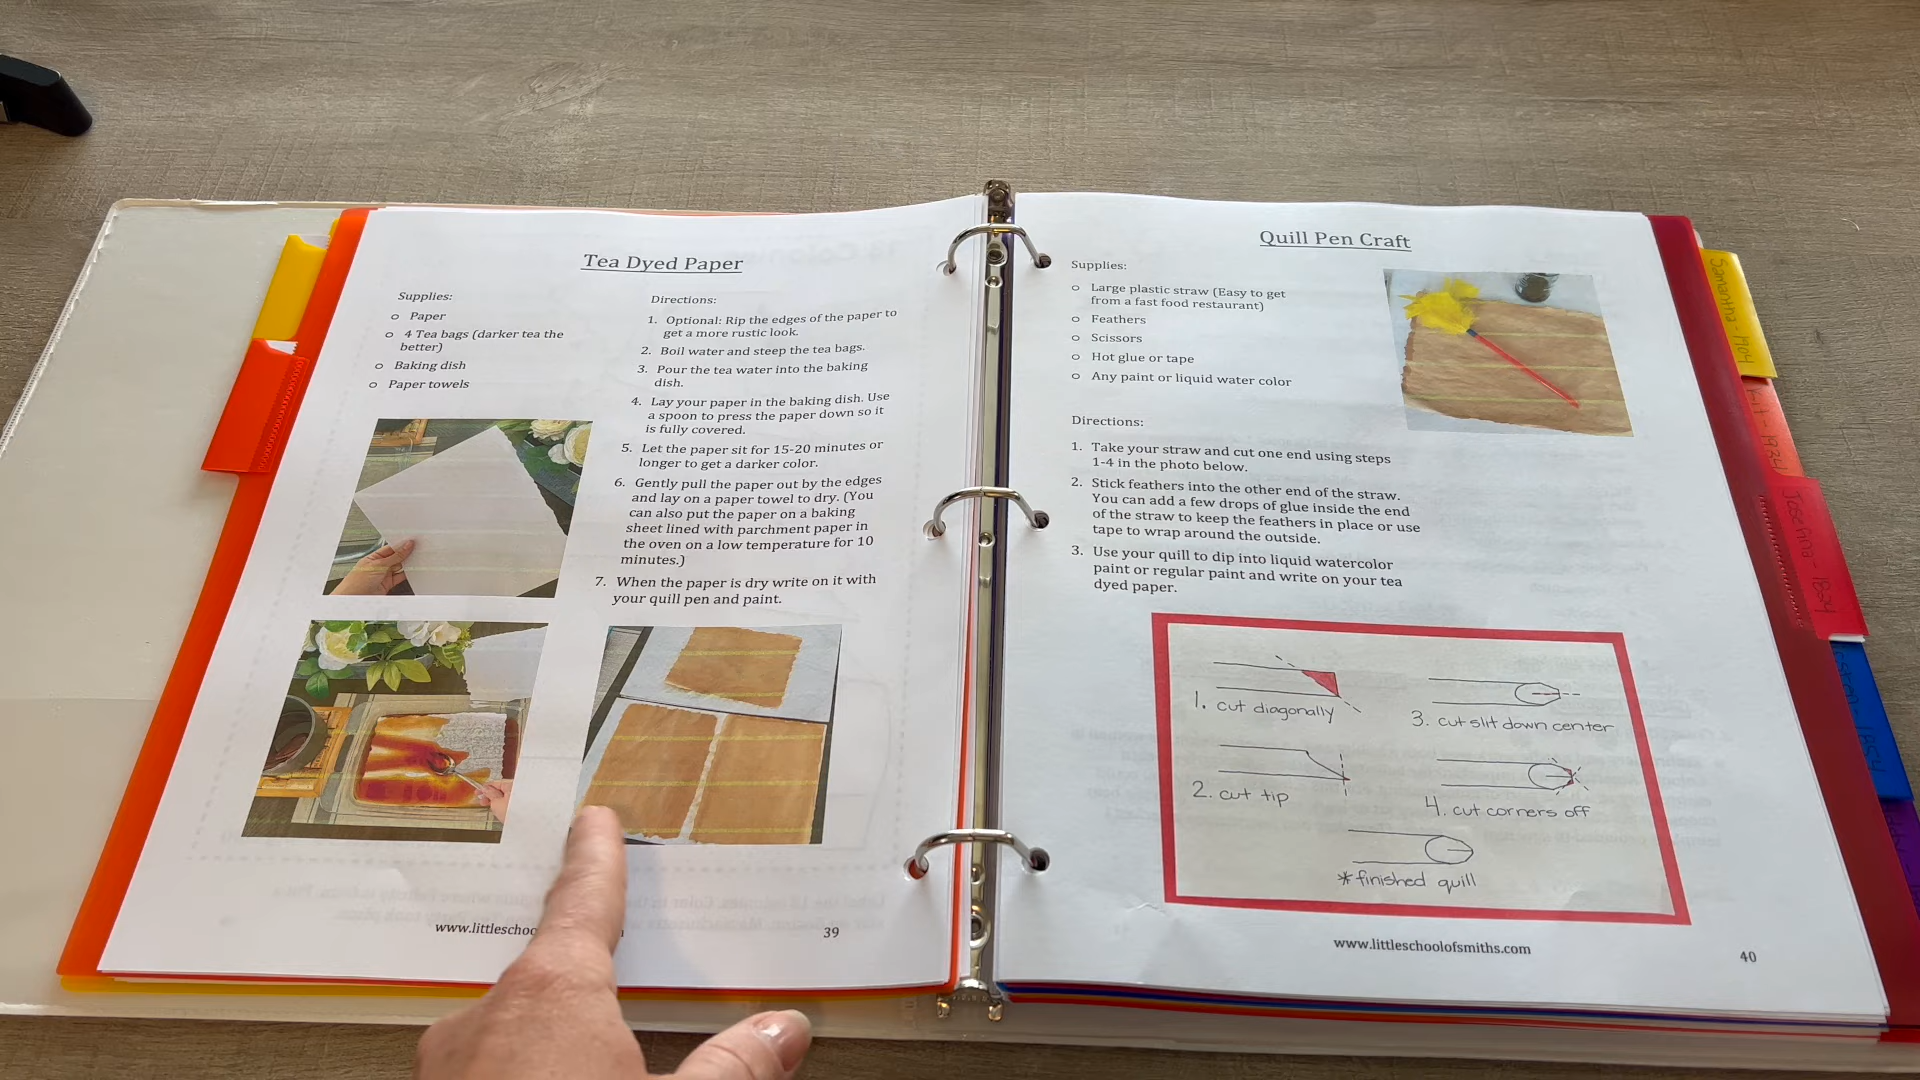 Tea Dyed Paper
Supplies:
o Paper
o 4 Tea bags (darker tea the
better)
o Baking dish
o Paper towels
Directions:
1. Optional: Rip the edges of the paper to
get a more rustic look.
2. Boil water and steep the tea bags.
3. Pour the tea water into the baking
dish.
4. Lay your paper in the baking dish. Use
a spoon to press the paper down so it
is fully covered.
5. Let the paper sit for 15-20 minutes or
longer to get a darker color.
6. Gently pull the paper out by the edges
and lay on a paper towel to dry. (You
can also put the paper on a baking
sheet lined with parchment paper in
the oven on a low temperature for 10
minutes.)
7. When the paper is dry write on it with
your quill pen and paint.
39
Quill Pen Craft
Supplies:
o Large plastic straw (Easy to get
from a fast food restaurant)
o Feathers
o Scissors
o Hot glue or tape
o Any paint or liquid water color
Directions:
1. Take your straw and cut one end using steps
1-4 in the photo below.
2. Stick feathers into the other end of the straw.
You can add a few drops of glue inside the end
of the straw to keep the feathers in place or use
tape to wrap around the outside.
3. Use your quill to dip into liquid watercolor
paint or regular paint and write on your tea
dyed paper.
1. cut diagonally
2. cut tip
3. cut slit down center
4. cut corners off
*finished quill
www.littleschoolofsmiths.com
40
Samantha - 1904
Kit - 1934
Josefina -